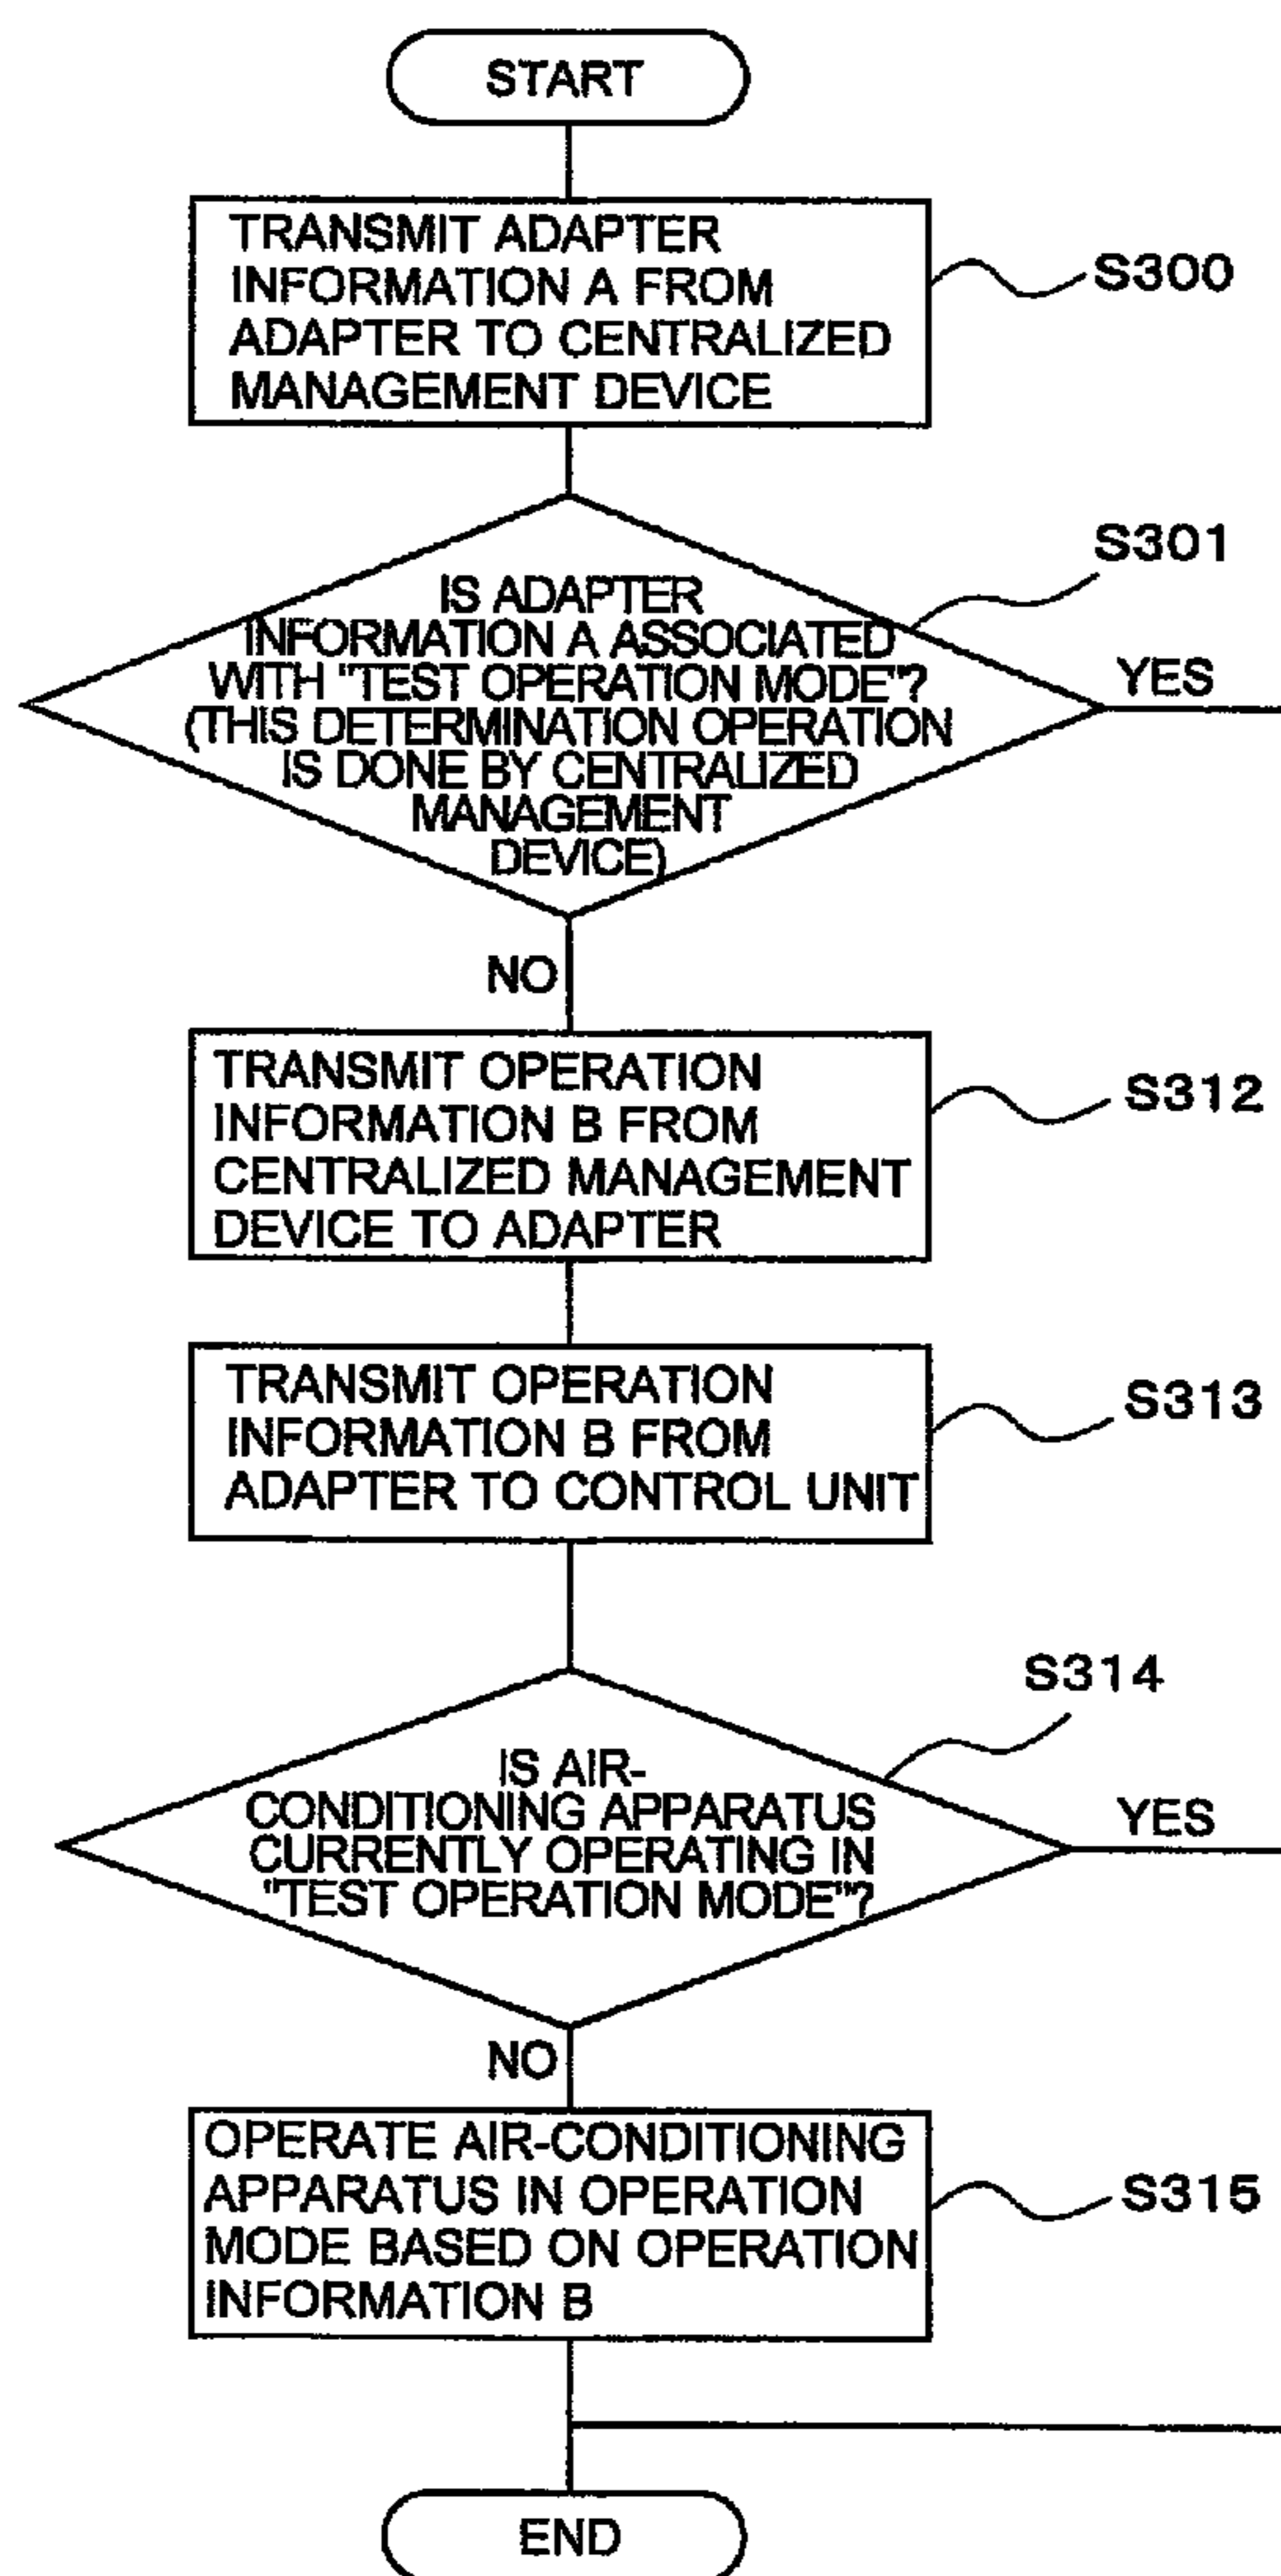 START
TRANSMIT ADAPTER
INFORMATION A FROM
ADAPTER TO CENTRALIZED
MANAGEMENT DEVICE
S300
S301
IS ADAPTER
INFORMATION A ASSOCIATED
WITH "TEST OPERATION MODE"?
(THIS DETERMINATION OPERATION
IS DONE BY CENTRALIZED
MANAGEMENT
DEVICE)
YES
NO
TRANSMIT OPERATION
INFORMATION B FROM
CENTRALIZED MANAGEMENT
DEVICE TO ADAPTER
S312
TRANSMIT OPERATION
INFORMATION B FROM
ADAPTER TO CONTROL UNIT
S313
S314
IS AIR-
CONDITIONING APPARATUS
CURRENTLY OPERATING IN
"TEST OPERATION MODE"?
YES
NO
OPERATE AIR-CONDITIONING
APPARATUS IN OPERATION
MODE BASED ON OPERATION
INFORMATION B
S315
END